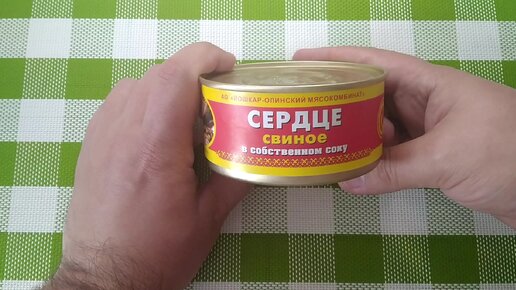 АО «ЙОШКАР-ОЛИНСКИЙ МЯСОКОМБИНАТ»
СЕРДЦЕ
свиное
в собственном соку